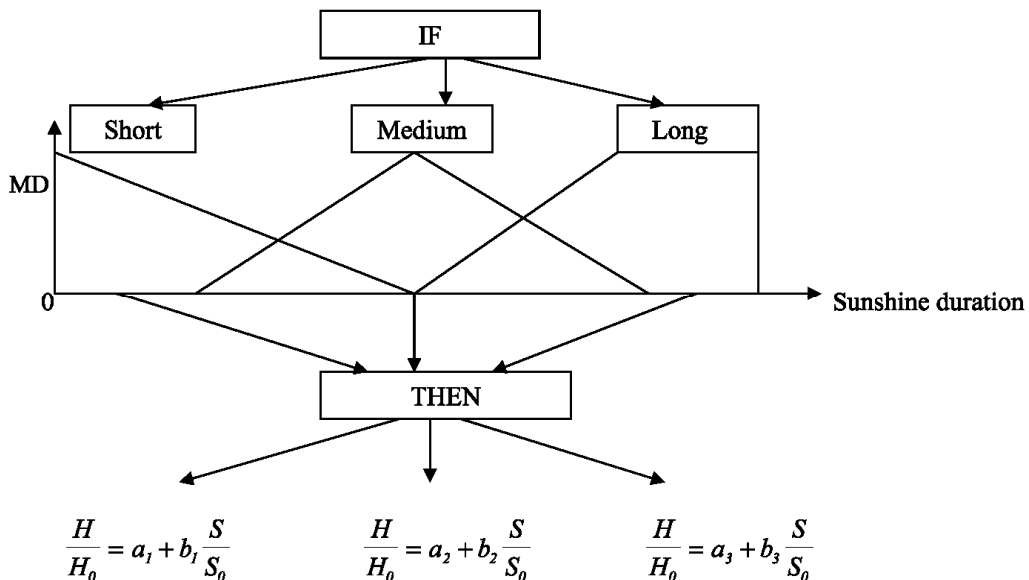 IF
Short Medium Long
MD
0 Sunshine duration
THEN
H/H₀ = a₁ + b₁ S/S₀ H/H₀ = a₂ + b₂ S/S₀ H/H₀ = a₃ + b₃ S/S₀